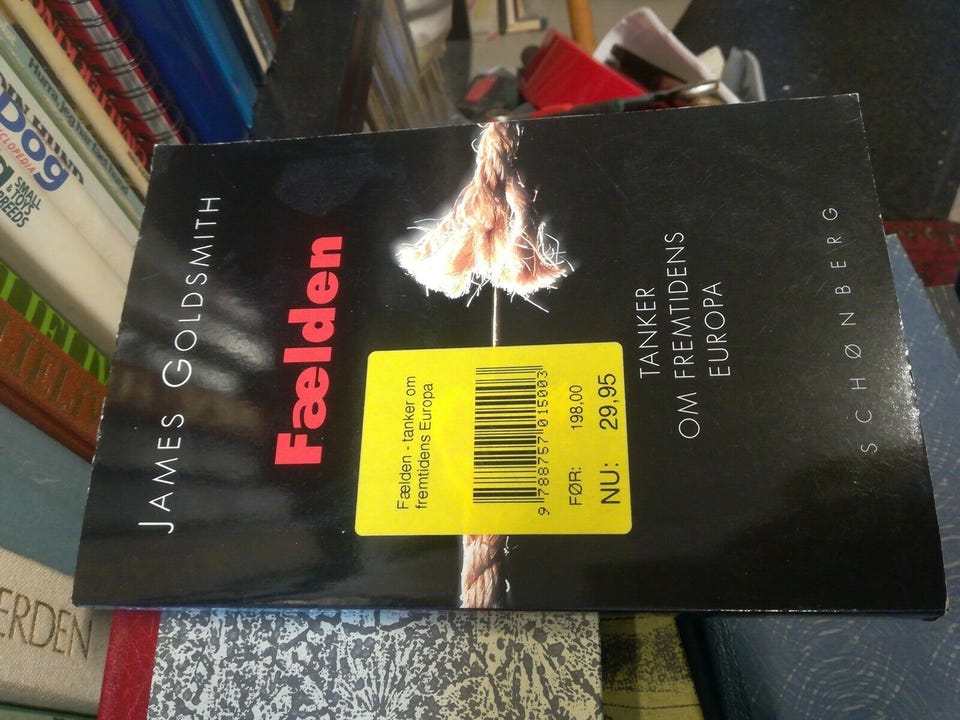 JAMES GOLDSMITH
Fælden
Fælden - tanker om
fremtidens Europa
9 788757 015003
FØR: 198,00
NU: 29,95
TANKER
OM FREMTIDENS
EUROPA
SCHØNBERG
Dog
ENCYCLOPEDIA
SMALL
& TOYS
BREEDS
ERDEN